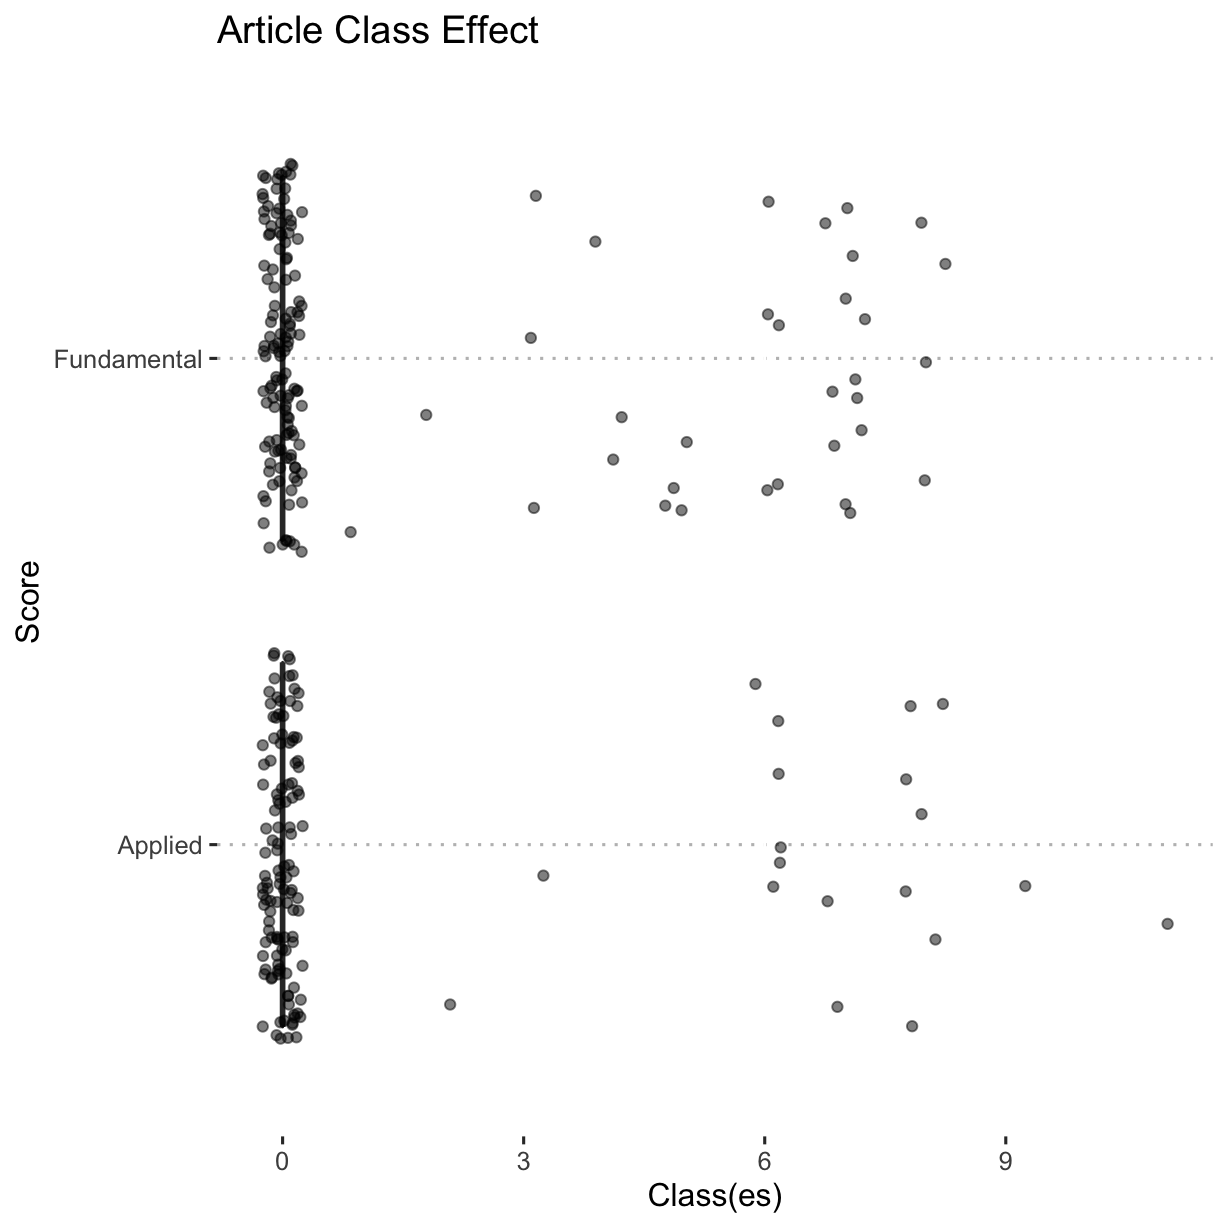 Article Class Effect
Fundamental
Score
Applied
0 3 6 9
Class(es)